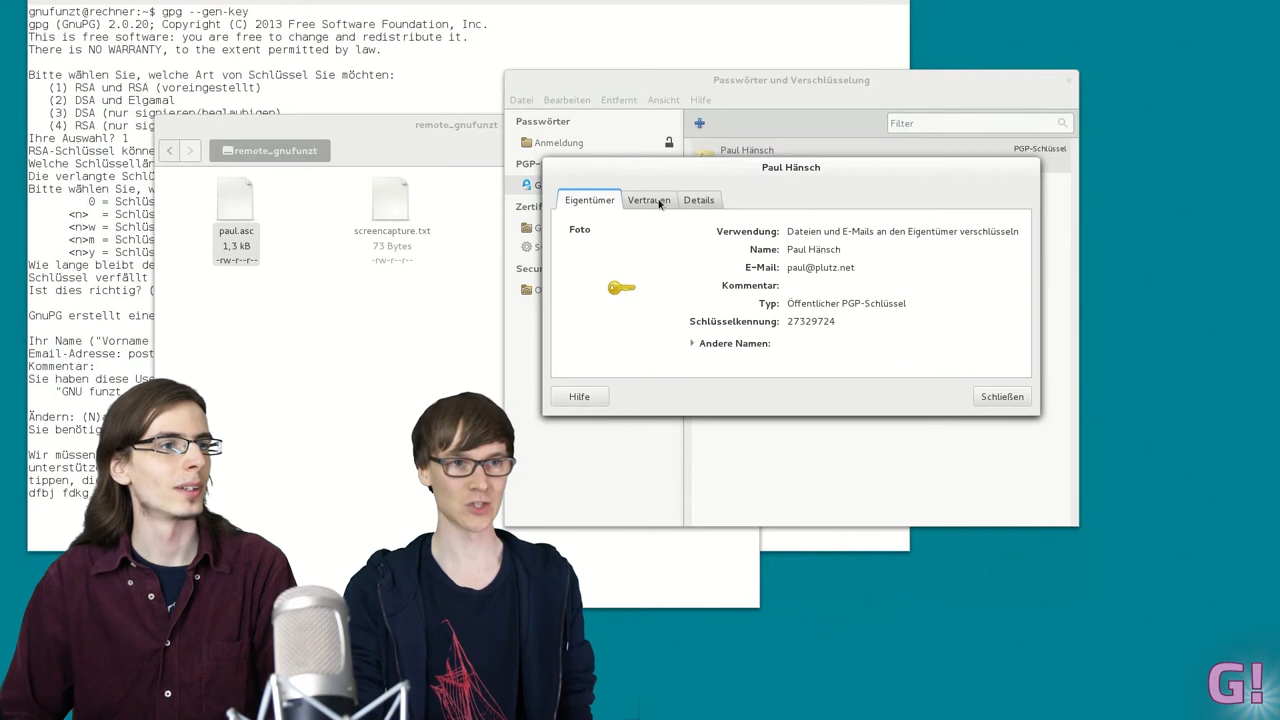 gnufunzt@rechner:~$ gpg --gen-key
gpg (GnuPG) 2.0.20; Copyright (C) 2013 Free Software Foundation, Inc.
This is free software: you are free to change and redistribute it.
There is NO WARRANTY, to the extent permitted by law.
Bitte wählen Sie, welche Art von Schlüssel Sie möchten:
(1) RSA und RSA (voreingestellt)
(2) DSA und Elgamal
(3) DSA (nur signieren/beglaubigen)
(4) RSA (nur sig
Ihre Auswahl? 1
RSA-Schlüssel könne
Welche Schlüssellän
Die verlangte Schlü
Bitte wählen Sie,
0 = Schlüs
<n> = Schlüs
<n>w = Schlüs
<n>m = Schlüs
<n>y = Schlüs
Wie lange bleibt de
Schlüssel verfällt
Ist dies richtig? (
GnuPG erstellt eine
Ihr Name ("Vorname
Email-Adresse: post
Kommentar:
Sie haben diese Use
"GNU funzt
Ändern: (N)a
Sie benötig
Wir müssen
unterstütze
tippen, die
dfbj fdkg
remote_gnufunzt
remote_gnufunzt
paul.asc
1,3 kB
-rw-r--r--
screencapture.txt
73 Bytes
-rw-r--r--
Passwörter und Verschlüsselung
Datei Bearbeiten Entfernt Ansicht Hilfe
Passwörter
Anmeldung
PGP-
G
Zertif
G
Secu
O
Filter
Paul Hänsch
PGP-Schlüssel
Paul Hänsch
Eigentümer Vertrauen Details
Foto
Verwendung: Dateien und E-Mails an den Eigentümer verschlüsseln
Name: Paul Hänsch
E-Mail: paul@plutz.net
Kommentar:
Typ: Öffentlicher PGP-Schlüssel
Schlüsselkennung: 27329724
Andere Namen:
Hilfe
Schließen
G!